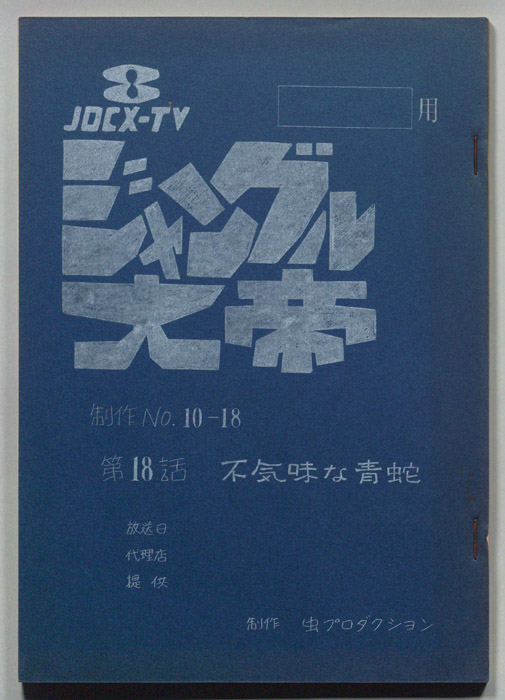 8
JOCX-TV
用
ジャングル
大帝
制作No. 10-18
第18話 不気味な青蛇
放送日
代理店
提供
制作 虫プロダクション